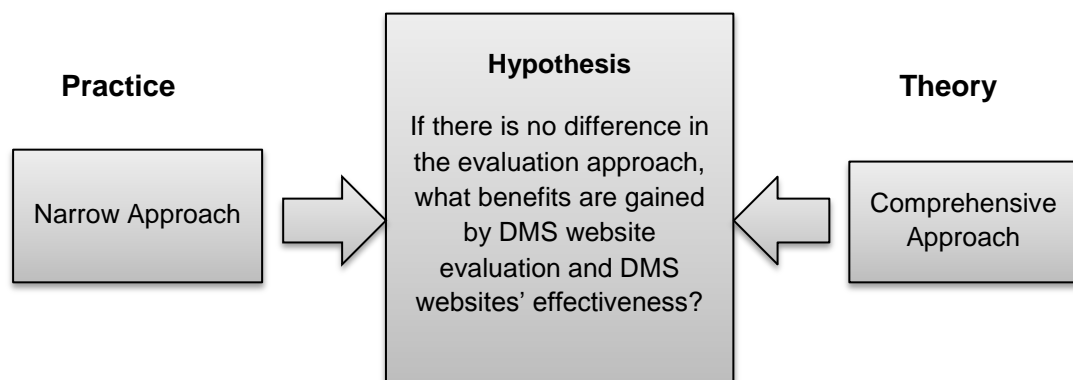 Practice
Narrow Approach
Hypothesis
If there is no difference in
the evaluation approach,
what benefits are gained
by DMS website
evaluation and DMS
websites’ effectiveness?
Theory
Comprehensive
Approach